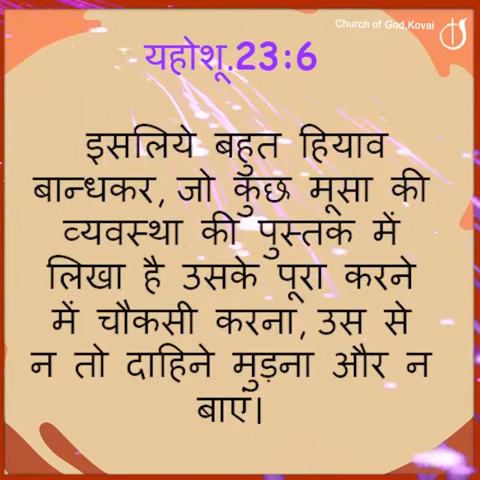 Church of God,Kovai
यहोशू.23:6
इसलिये बहुत हियाव
बान्धकर, जो कुछ मूसा की
व्यवस्था की पुस्तक में
लिखा है उसके पूरा करने
में चौकसी करना, उस से
न तो दाहिने मुड़ना और न
बाएं।